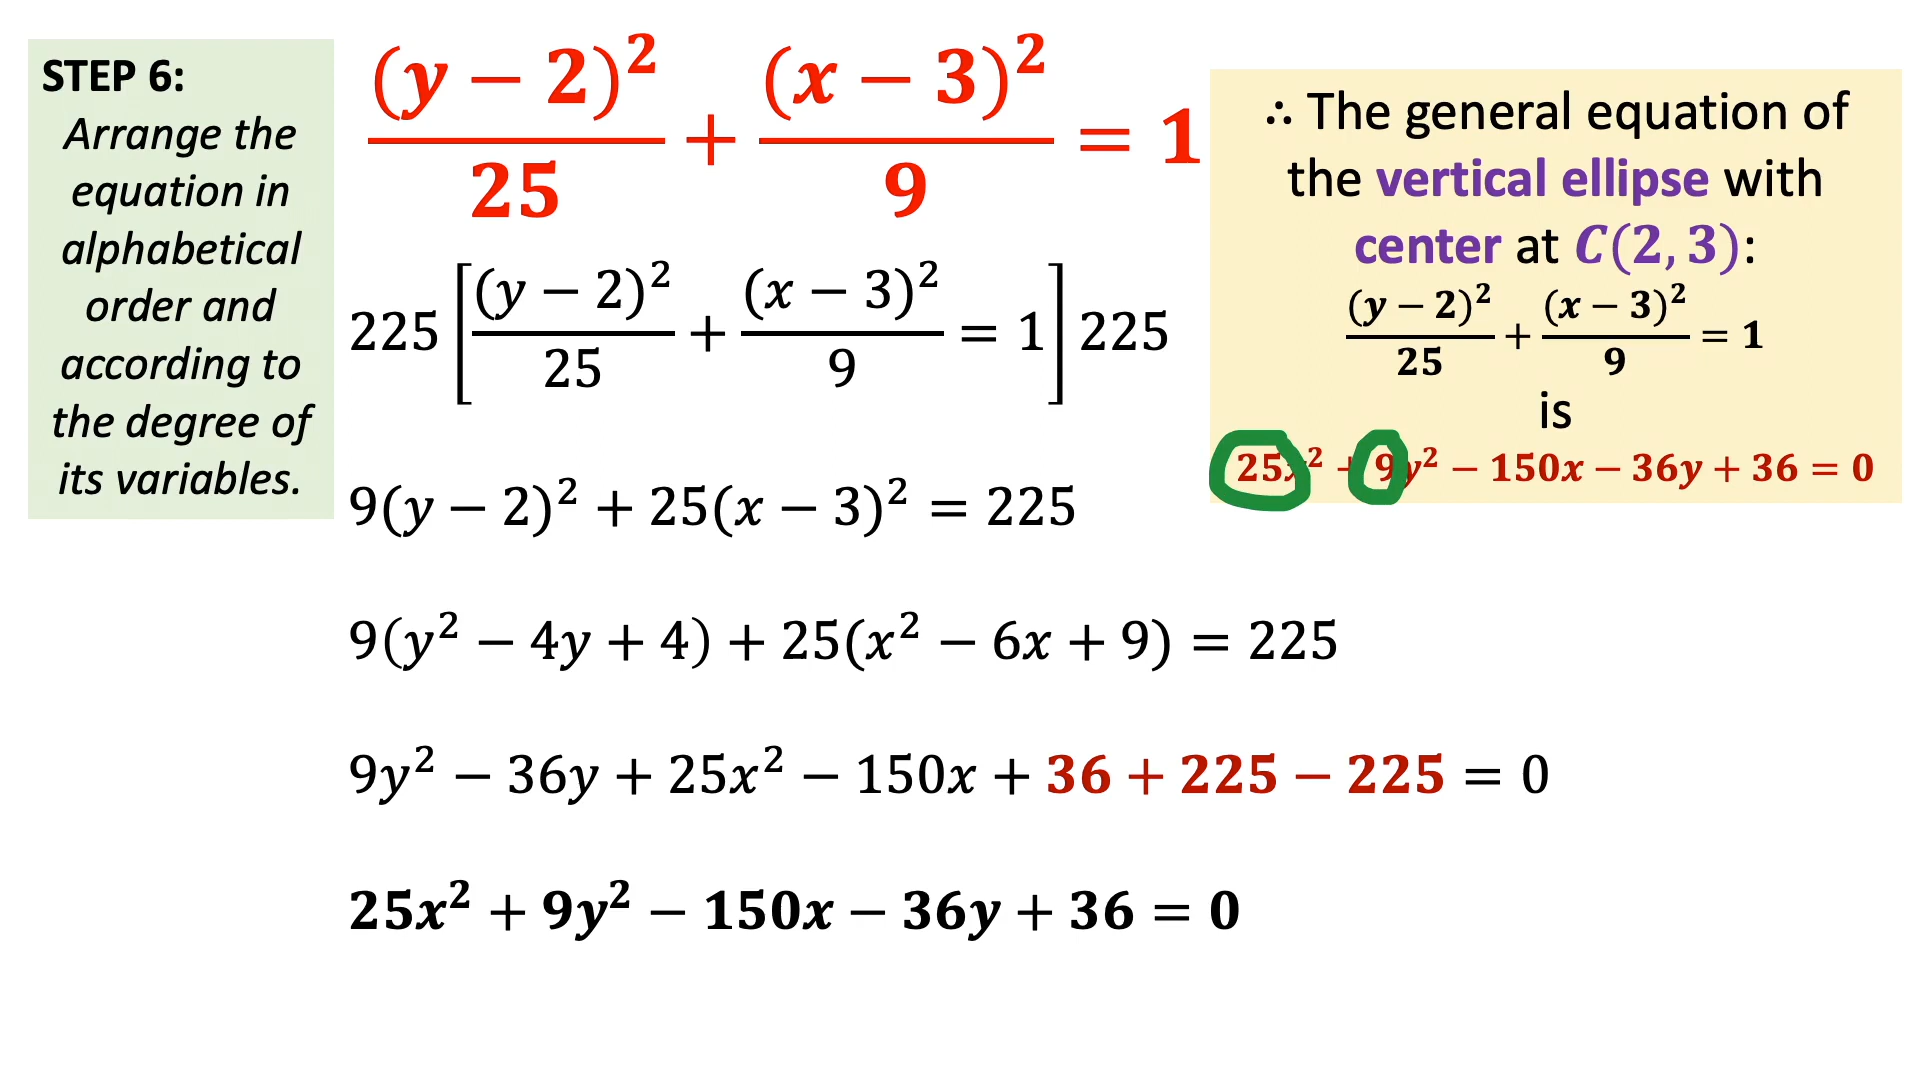 STEP 6:
Arrange the
equation in
alphabetical
order and
according to
the degree of
its variables.
(y − 2)²/25 + (x − 3)²/9 = 1
225 [(y − 2)²/25 + (x − 3)²/9 = 1] 225
9(y − 2)² + 25(x − 3)² = 225
9(y² − 4y + 4) + 25(x² − 6x + 9) = 225
9y² − 36y + 25x² − 150x + 36 + 225 − 225 = 0
25x² + 9y² − 150x − 36y + 36 = 0
∴ The general equation of
the vertical ellipse with
center at C(2, 3):
(y − 2)²/25 + (x − 3)²/9 = 1
is
25x² + 9y² − 150x − 36y + 36 = 0